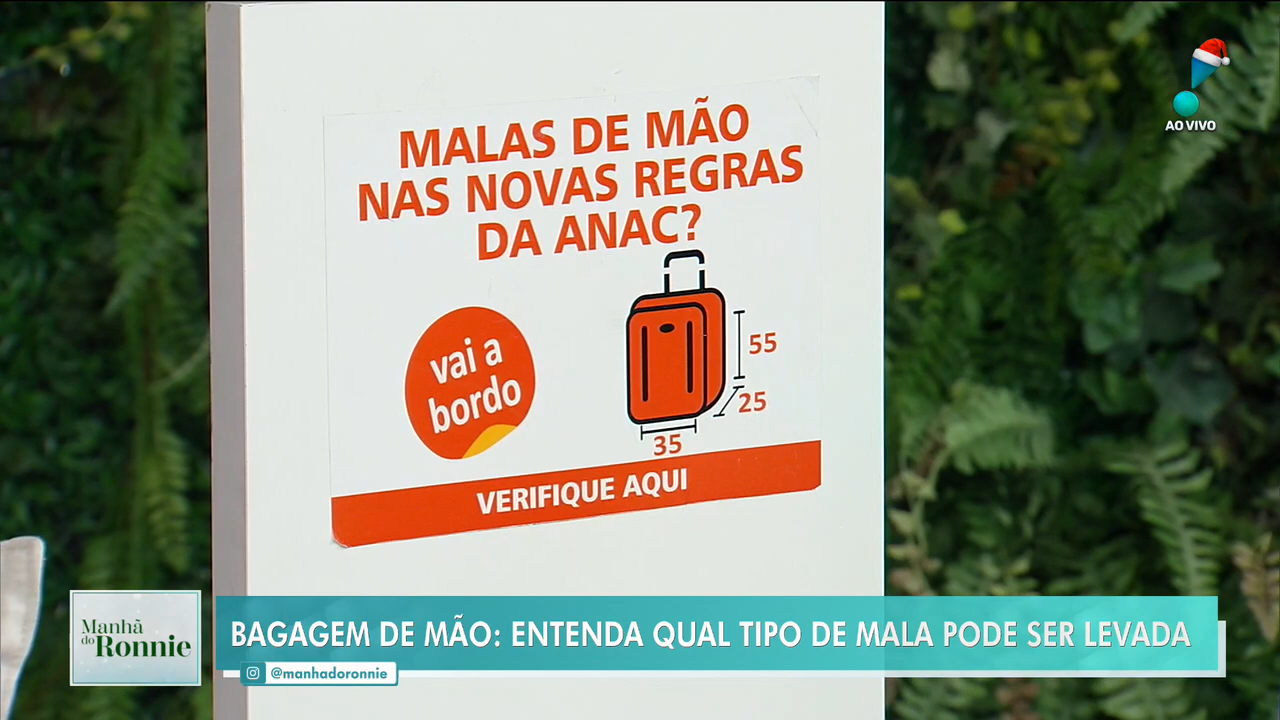 MALAS DE MÃO
NAS NOVAS REGRAS
DA ANAC?
vai a
bordo
55
25
35
VERIFIQUE AQUI
AO VIVO
Manhã
do Ronnie
BAGAGEM DE MÃO: ENTENDA QUAL TIPO DE MALA PODE SER LEVADA
@manhadoronnie